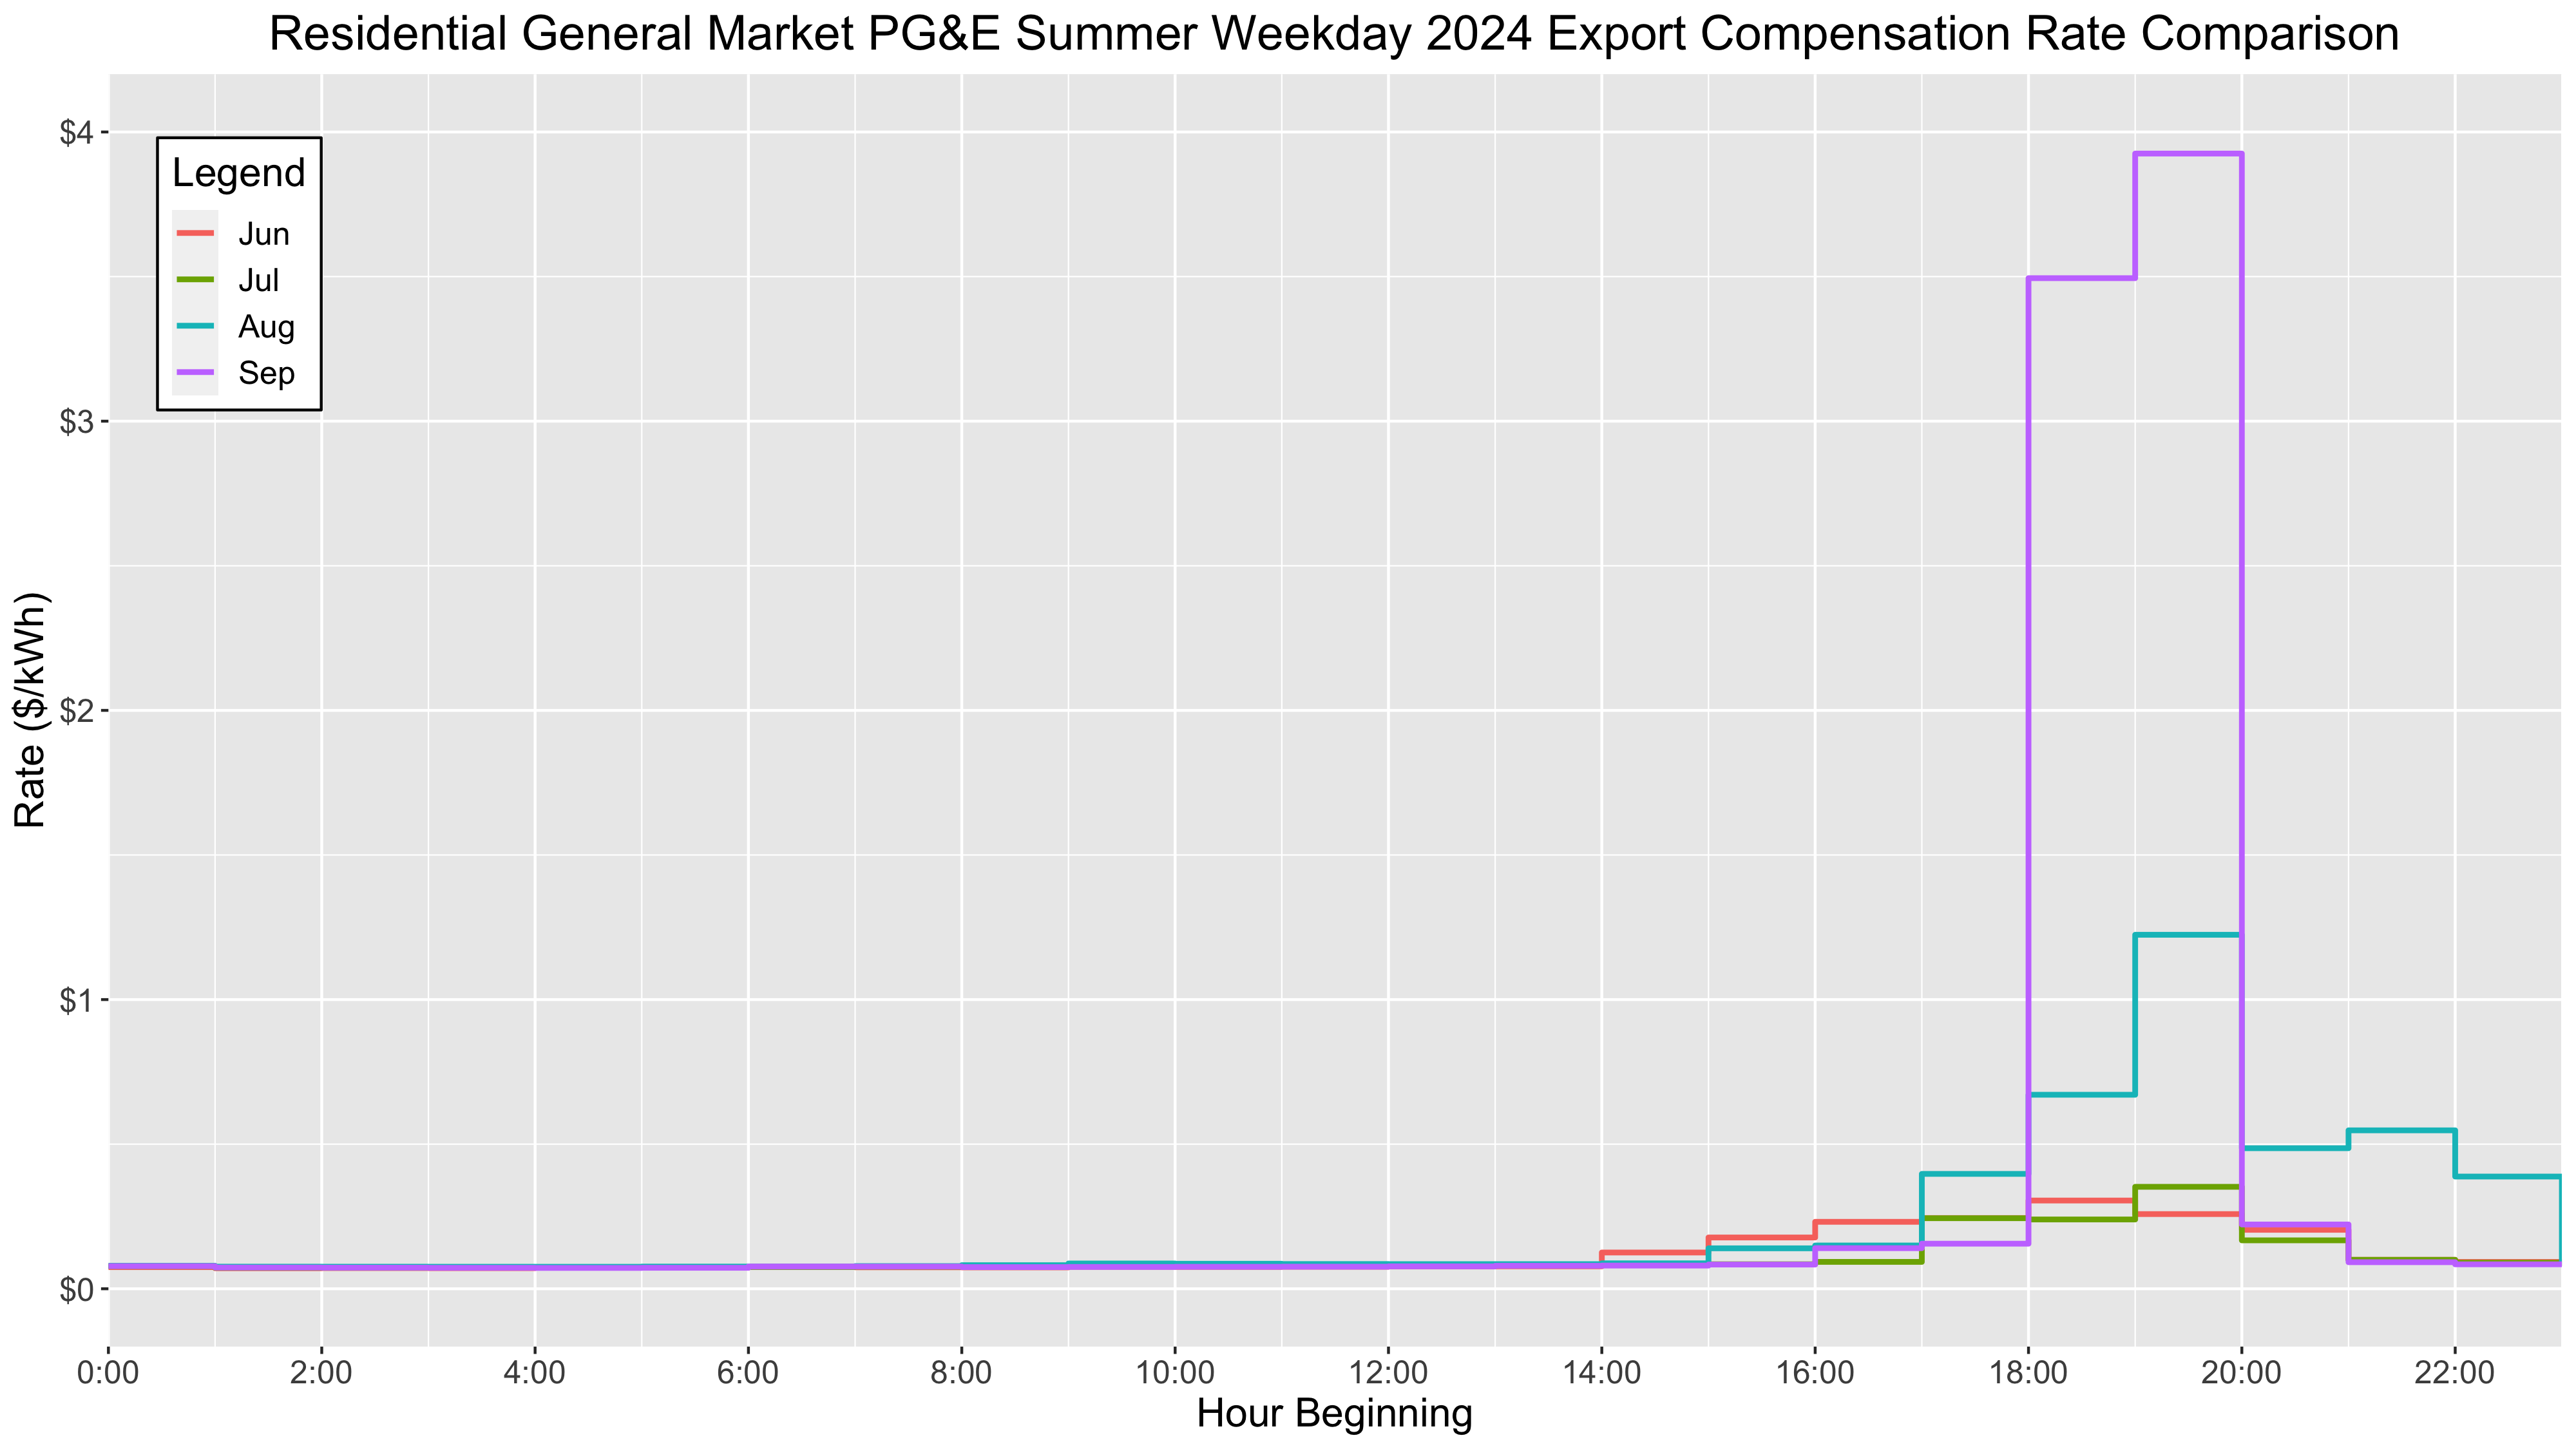 Residential General Market PG&E Summer Weekday 2024 Export Compensation Rate Comparison
Legend
Jun
Jul
Aug
Sep
$4
$3
$2
$1
$0
Rate ($/kWh)
0:00 2:00 4:00 6:00 8:00 10:00 12:00 14:00 16:00 18:00 20:00 22:00
Hour Beginning